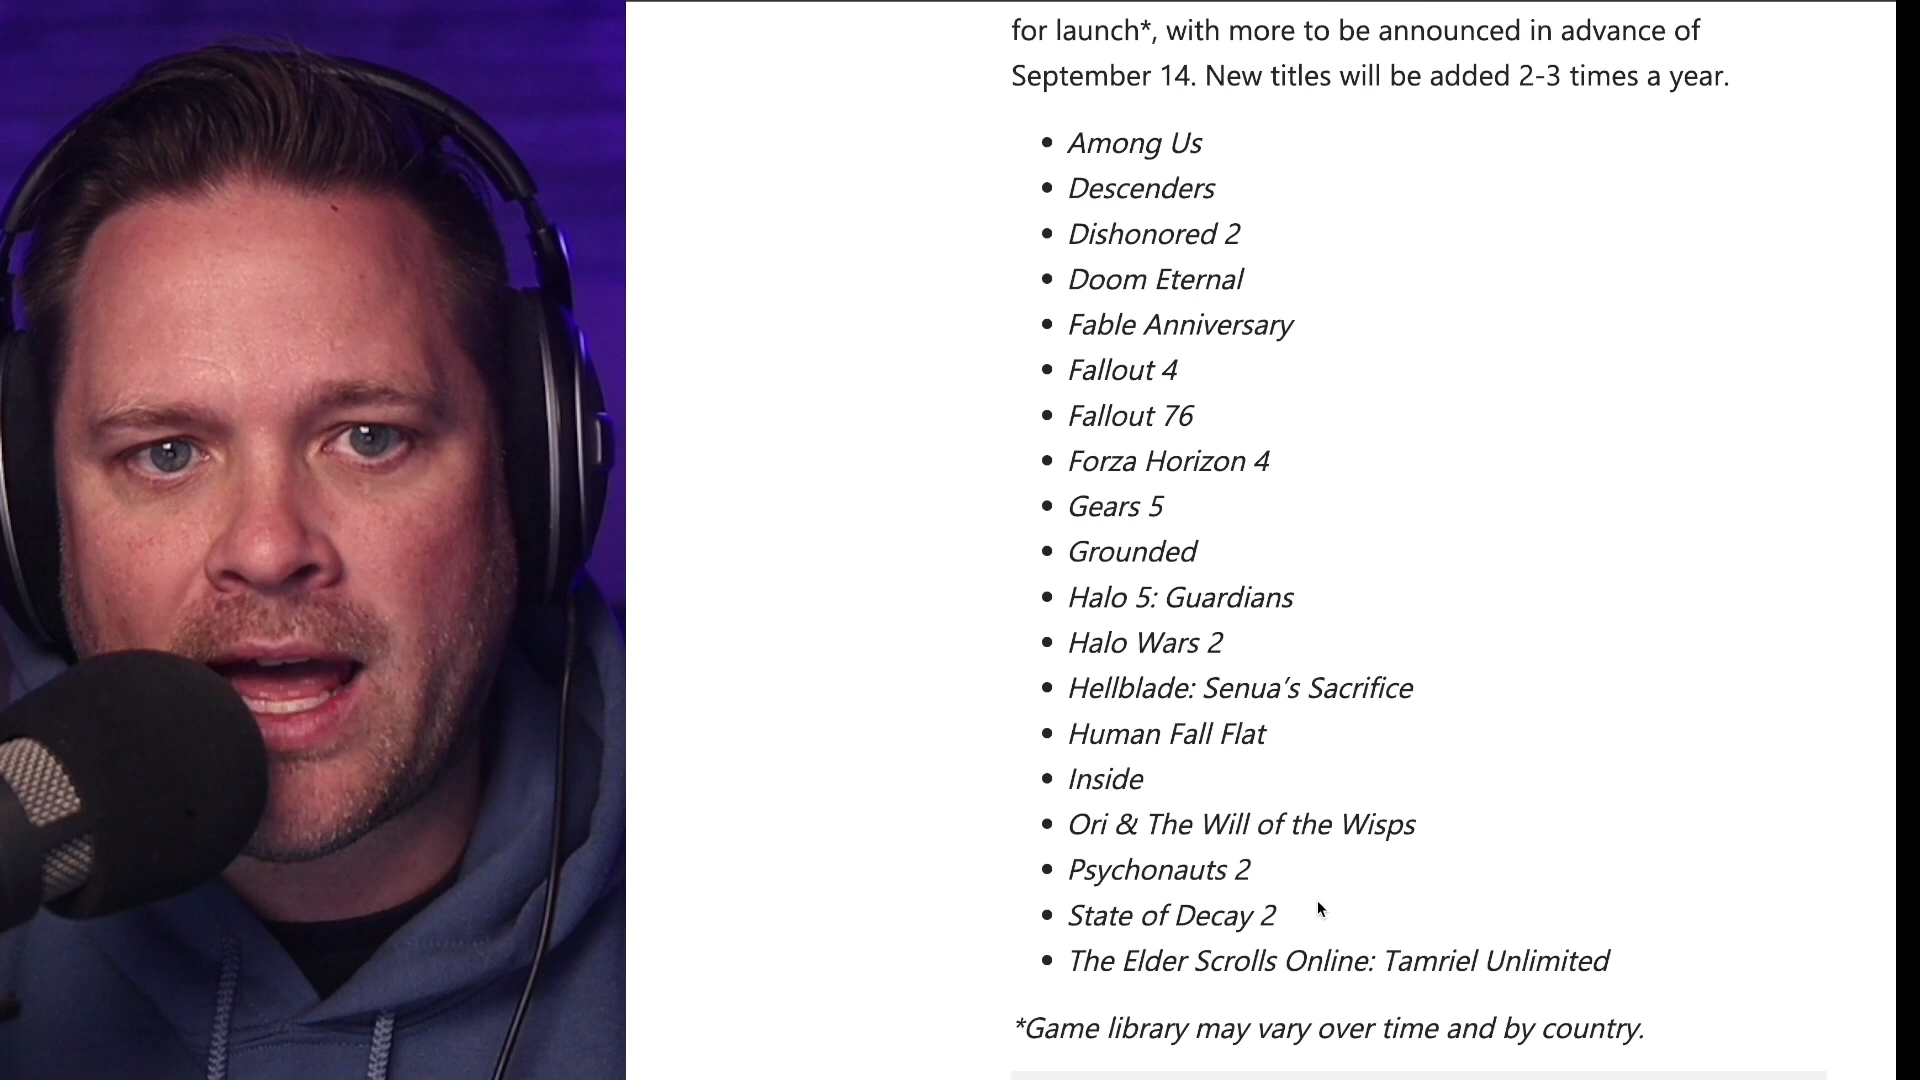 for launch*, with more to be announced in advance of
September 14. New titles will be added 2-3 times a year.
• Among Us
• Descenders
• Dishonored 2
• Doom Eternal
• Fable Anniversary
• Fallout 4
• Fallout 76
• Forza Horizon 4
• Gears 5
• Grounded
• Halo 5: Guardians
• Halo Wars 2
• Hellblade: Senua’s Sacrifice
• Human Fall Flat
• Inside
• Ori & The Will of the Wisps
• Psychonauts 2
• State of Decay 2
• The Elder Scrolls Online: Tamriel Unlimited
*Game library may vary over time and by country.